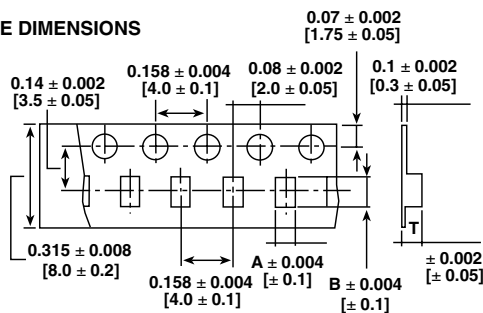 E DIMENSIONS
0.07 ± 0.002
[1.75 ± 0.05]
0.14 ± 0.002
[3.5 ± 0.05]
0.158 ± 0.004
[4.0 ± 0.1]
0.08 ± 0.002
[2.0 ± 0.05]
0.1 ± 0.002
[0.3 ± 0.05]
0.315 ± 0.008
[8.0 ± 0.2]
0.158 ± 0.004
[4.0 ± 0.1]
A ± 0.004
[± 0.1]
B ± 0.004
[± 0.1]
T
± 0.002
[± 0.05]